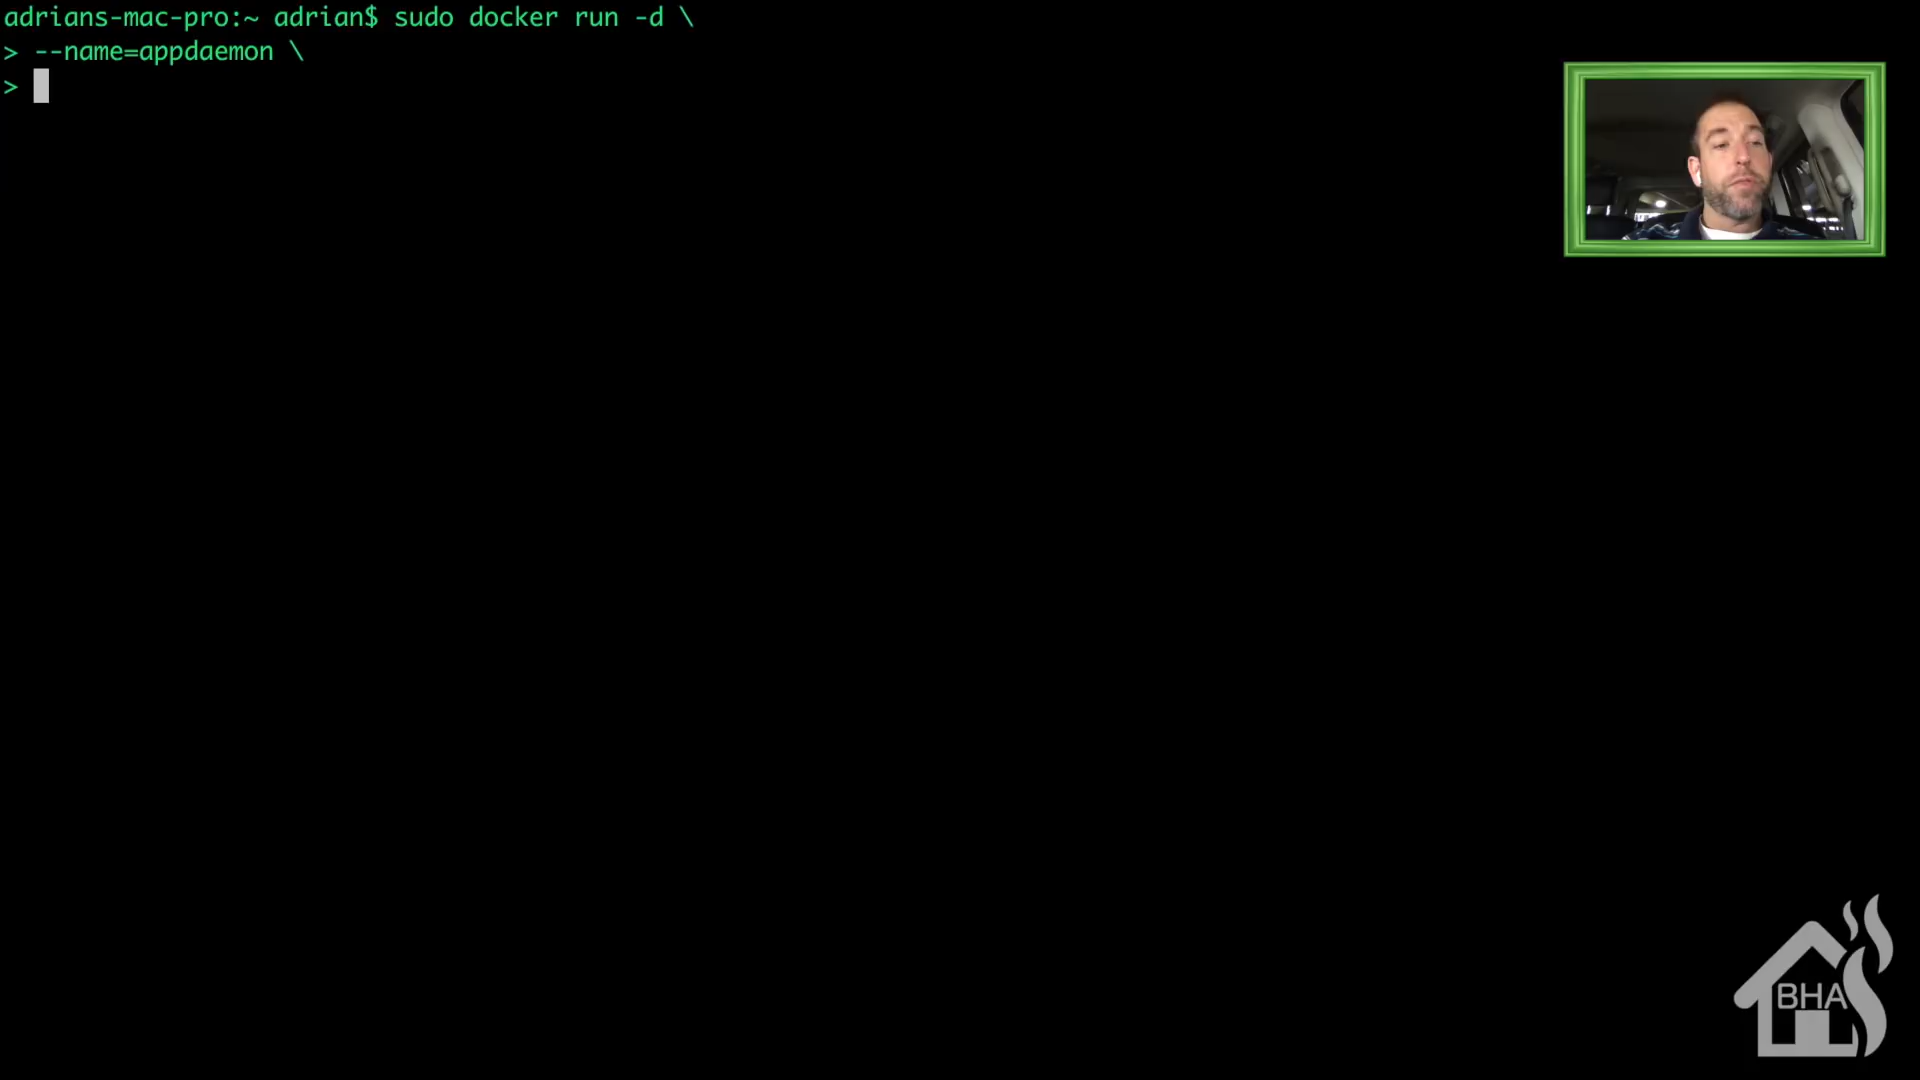 adrians-mac-pro:~ adrian$ sudo docker run -d \
> --name=appdaemon \
>
BHA